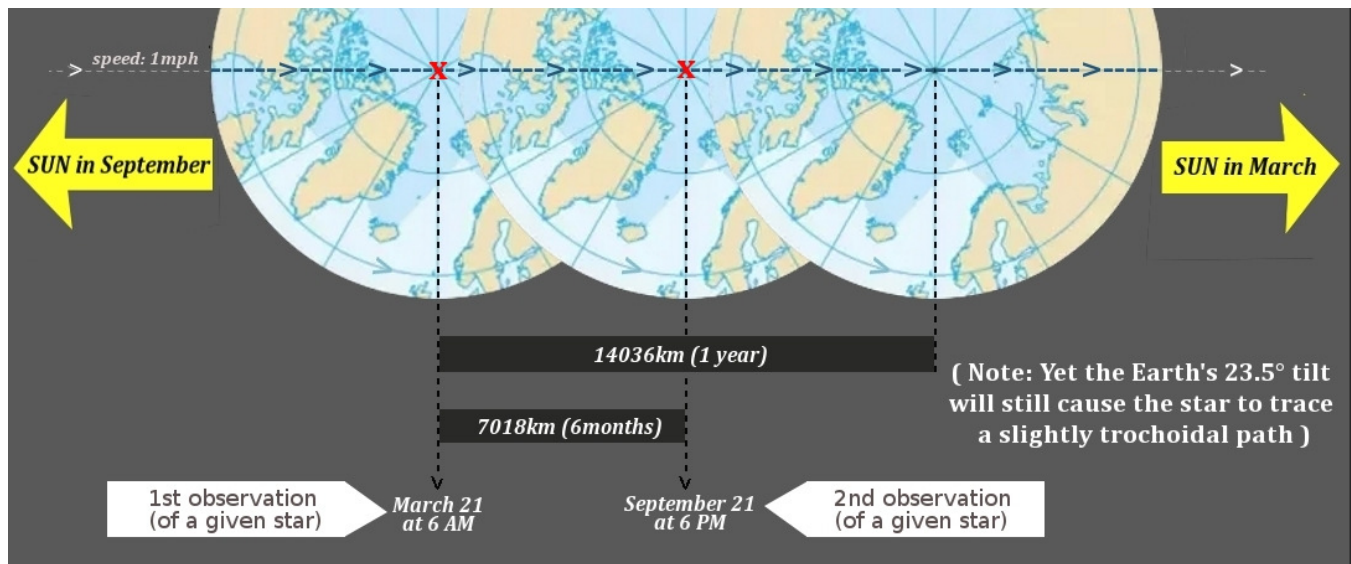 speed: 1mph
X
X
SUN in September
SUN in March
14036km (1 year)
( Note: Yet the Earth's 23.5° tilt
will still cause the star to trace
a slightly trochoidal path )
7018km (6months)
1st observation
(of a given star)
March 21
at 6 AM
September 21
at 6 PM
2nd observation
(of a given star)